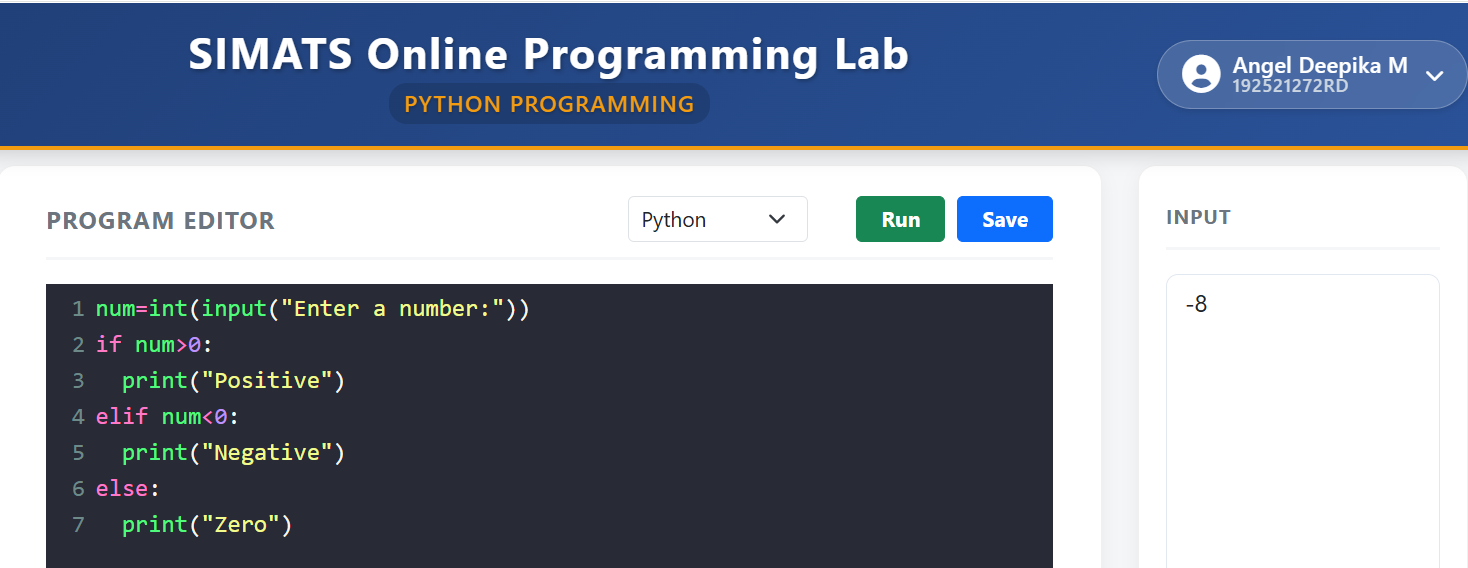 SIMATS Online Programming Lab
PYTHON PROGRAMMING
Angel Deepika M
192521272RD
PROGRAM EDITOR
Python
Run
Save
1 num=int(input("Enter a number:"))
2 if num>0:
3   print("Positive")
4 elif num<0:
5   print("Negative")
6 else:
7   print("Zero")
INPUT
-8